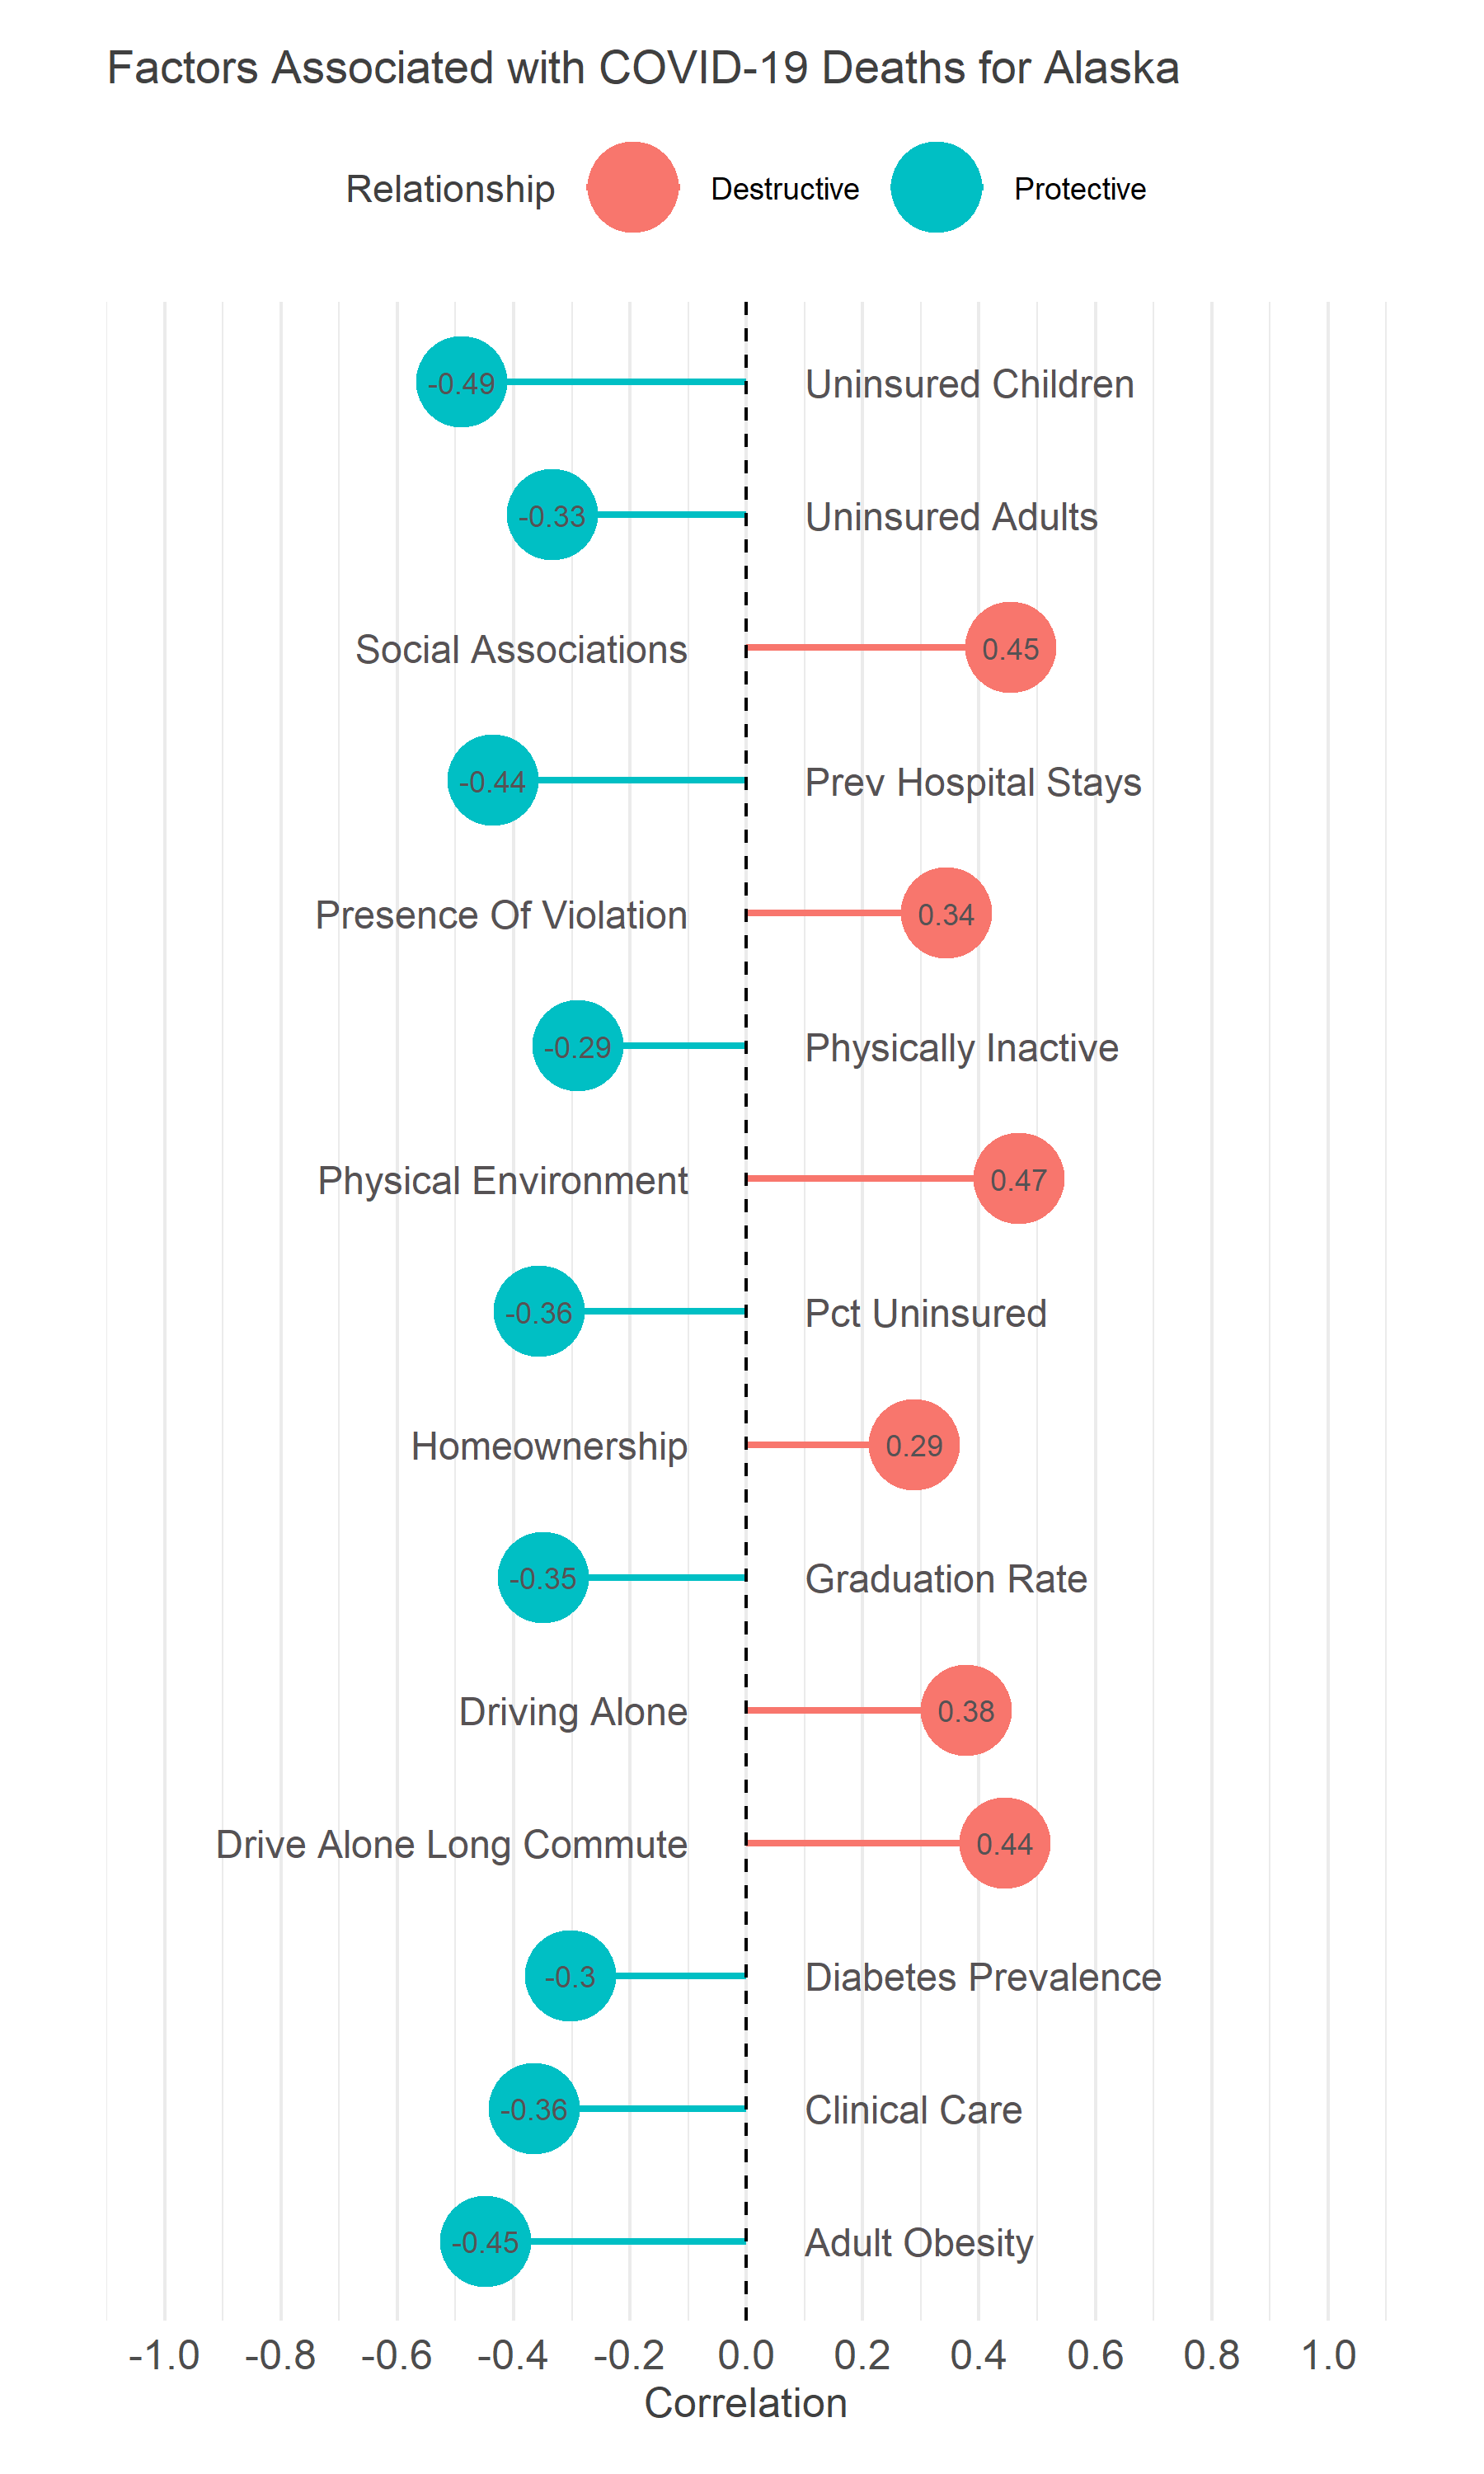 Factors Associated with COVID-19 Deaths for Alaska
Relationship Destructive Protective
-0.49 Uninsured Children
-0.33 Uninsured Adults
Social Associations 0.45
-0.44 Prev Hospital Stays
Presence Of Violation 0.34
-0.29 Physically Inactive
Physical Environment 0.47
-0.36 Pct Uninsured
Homeownership 0.29
-0.35 Graduation Rate
Driving Alone 0.38
Drive Alone Long Commute 0.44
-0.3 Diabetes Prevalence
-0.36 Clinical Care
-0.45 Adult Obesity
-1.0 -0.8 -0.6 -0.4 -0.2 0.0 0.2 0.4 0.6 0.8 1.0
Correlation